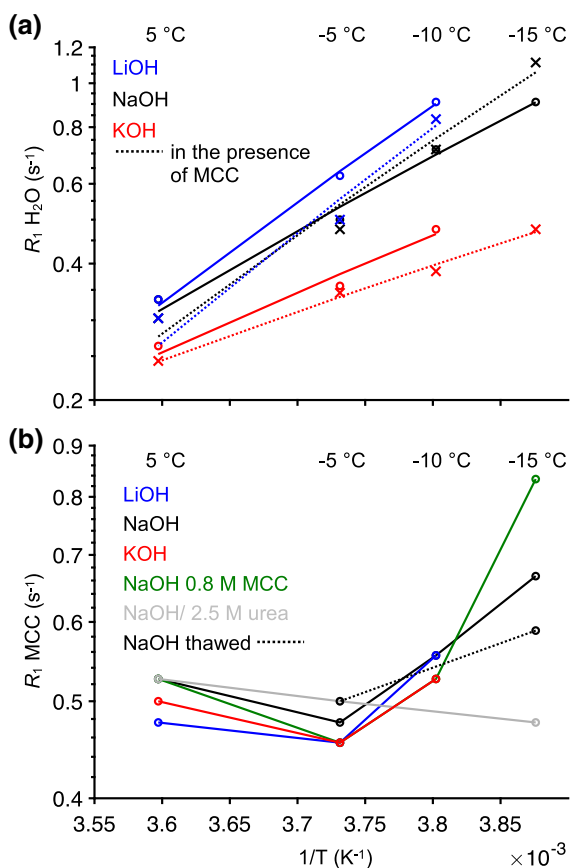 (a)
5 °C -5 °C -10 °C -15 °C
1.2
1
0.8
0.6
0.4
0.2
R₁ H₂O (s⁻¹)
LiOH
NaOH
KOH
in the presence
of MCC
(b)
5 °C -5 °C -10 °C -15 °C
0.9
0.8
0.7
0.6
0.5
0.4
R₁ MCC (s⁻¹)
LiOH
NaOH
KOH
NaOH 0.8 M MCC
NaOH/ 2.5 M urea
NaOH thawed
3.55 3.6 3.65 3.7 3.75 3.8 3.85
1/T (K⁻¹) × 10⁻³